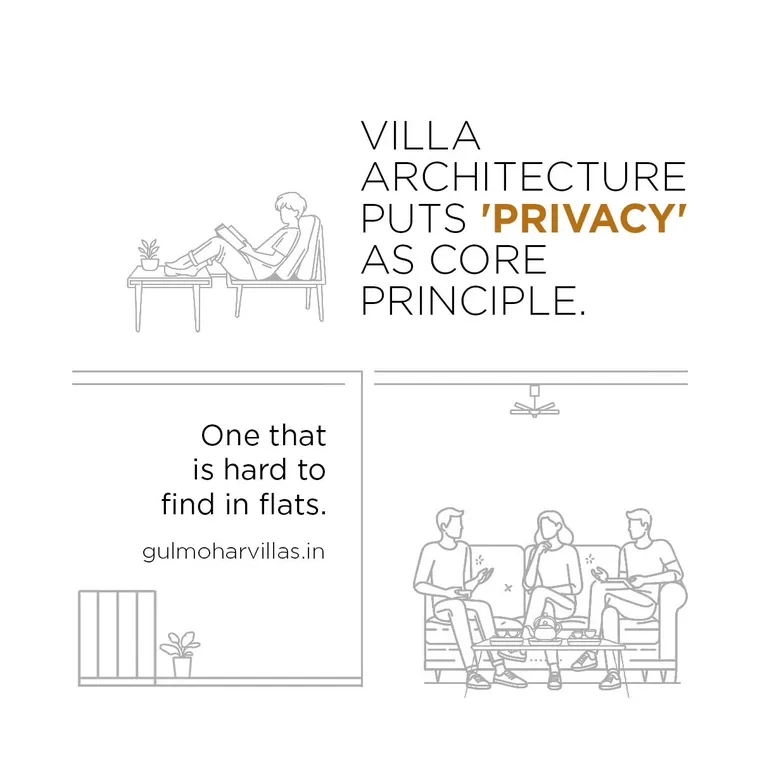 VILLA
ARCHITECTURE
PUTS 'PRIVACY'
AS CORE
PRINCIPLE.
One that
is hard to
find in flats.
gulmoharvillas.in